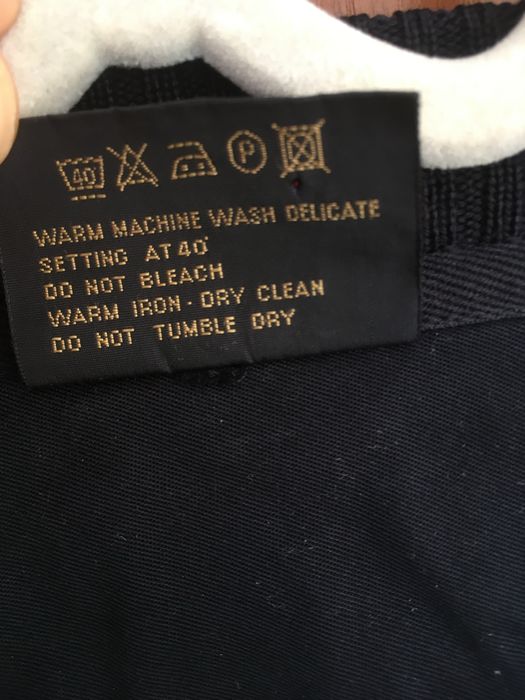 40 P
WARM MACHINE WASH DELICATE
SETTING AT 40°
DO NOT BLEACH
WARM IRON · DRY CLEAN
DO NOT TUMBLE DRY